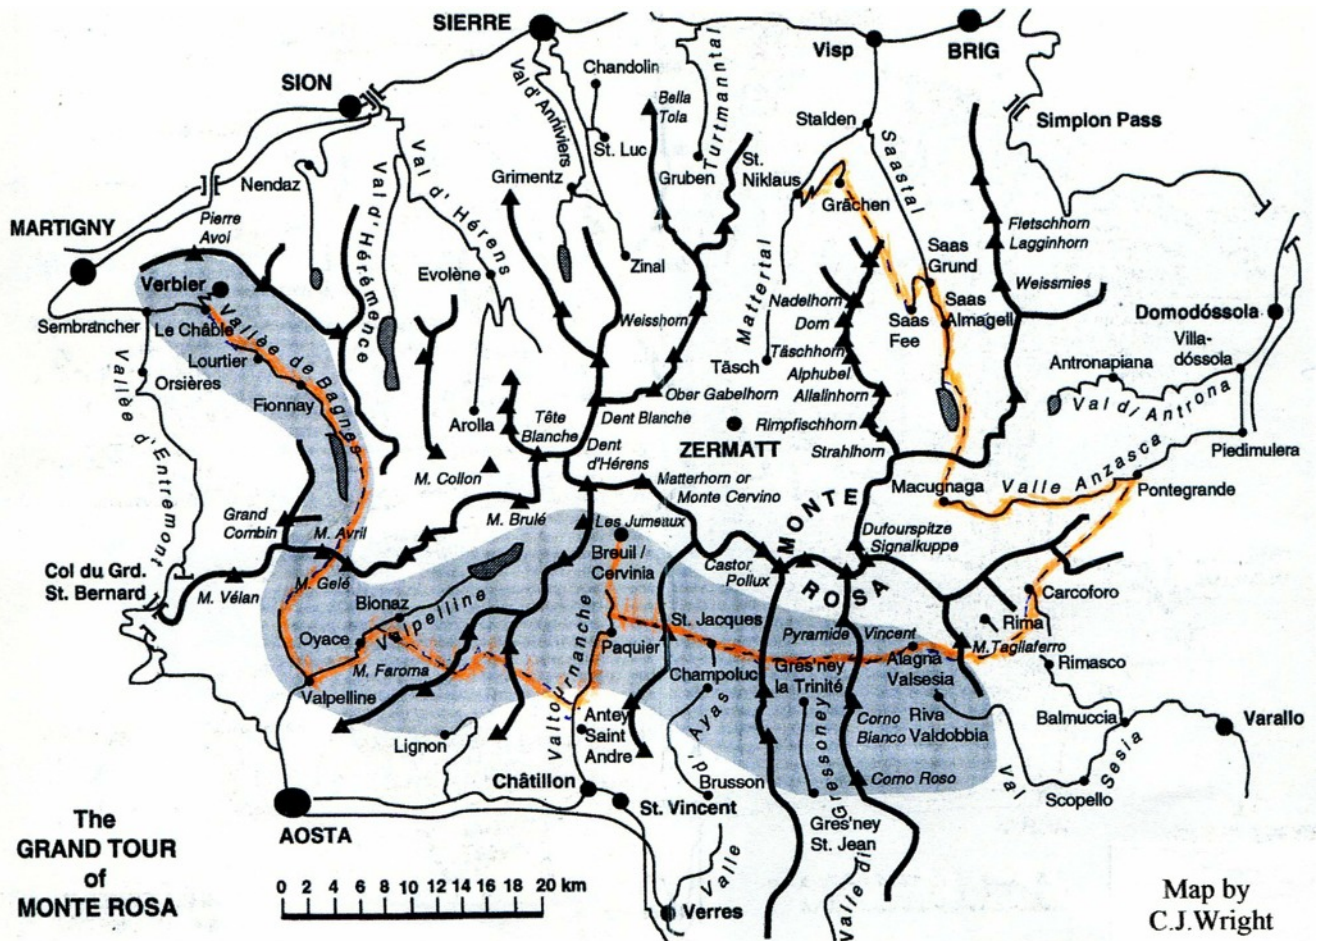 SIERRE
BRIG
Visp
SION
MARTIGNY
Chandolin
Bella
Tola
St. Luc
Val d'Anniviers
Turtmanntal
Gruben
St.
Niklaus
Stalden
Saastal
Simplon Pass
Nendaz
Val d'Hérémence
Val d'Hérens
Grimentz
Grächen
Pierre
Avoi
Fletschhorn
Lagginhorn
Weissmies
Evolène
Zinal
Mattertal
Saas
Grund
Verbier
Sembrancher
Le Châble
Vallée de Bagnes
Lourtier
Orsières
Fionnay
Weisshorn
Nadelhorn
Dom
Täschhorn
Alphubel
Allalinhorn
Täsch
Saas
Fee
Saas
Almagell
Domodóssola
Villa-
dóssola
Antronapiana
Val di Antrona
Vallée d'Entremont
Arolla
Tête
Blanche
Dent Blanche
Ober Gabelhorn
ZERMATT
Rimpfischhorn
Strahlhorn
Piedimulera
M. Collon
Dent
d'Hérens
Matterhorn or
Monte Cervino
Macugnaga
Valle Anzasca
Pontegrande
Grand
Combin
M. Avril
M. Brulé
Les Jumeaux
Breuil /
Cervinia
MONTE
ROSA
Dufourspitze
Signalkuppe
Castor
Pollux
Col du Grd.
St. Bernard
M. Vélan
M. Gelé
Bionaz
Valpelline
Oyace
M. Faroma
Valpelline
St. Jacques
Paquier
Champoluc
Pyramide Vincent
Carcoforo
Rima
M. Tagliaferro
Rimasco
Gres'ney
la Trinité
Alagna
Valsesia
Valtournanche
Lignon
Antey
Saint
Andre
Val d'Ayas
Corno
Bianco
Riva
Valdobbia
Balmuccia
Varallo
Val Sesia
Scopello
Châtillon
St. Vincent
Brusson
Corno Roso
Gres'ney
St. Jean
Valle di Gressoney
Valle
Verres
AOSTA
The
GRAND TOUR
of
MONTE ROSA
0 2 4 6 8 10 12 14 16 18 20 km
Map by
C.J.Wright